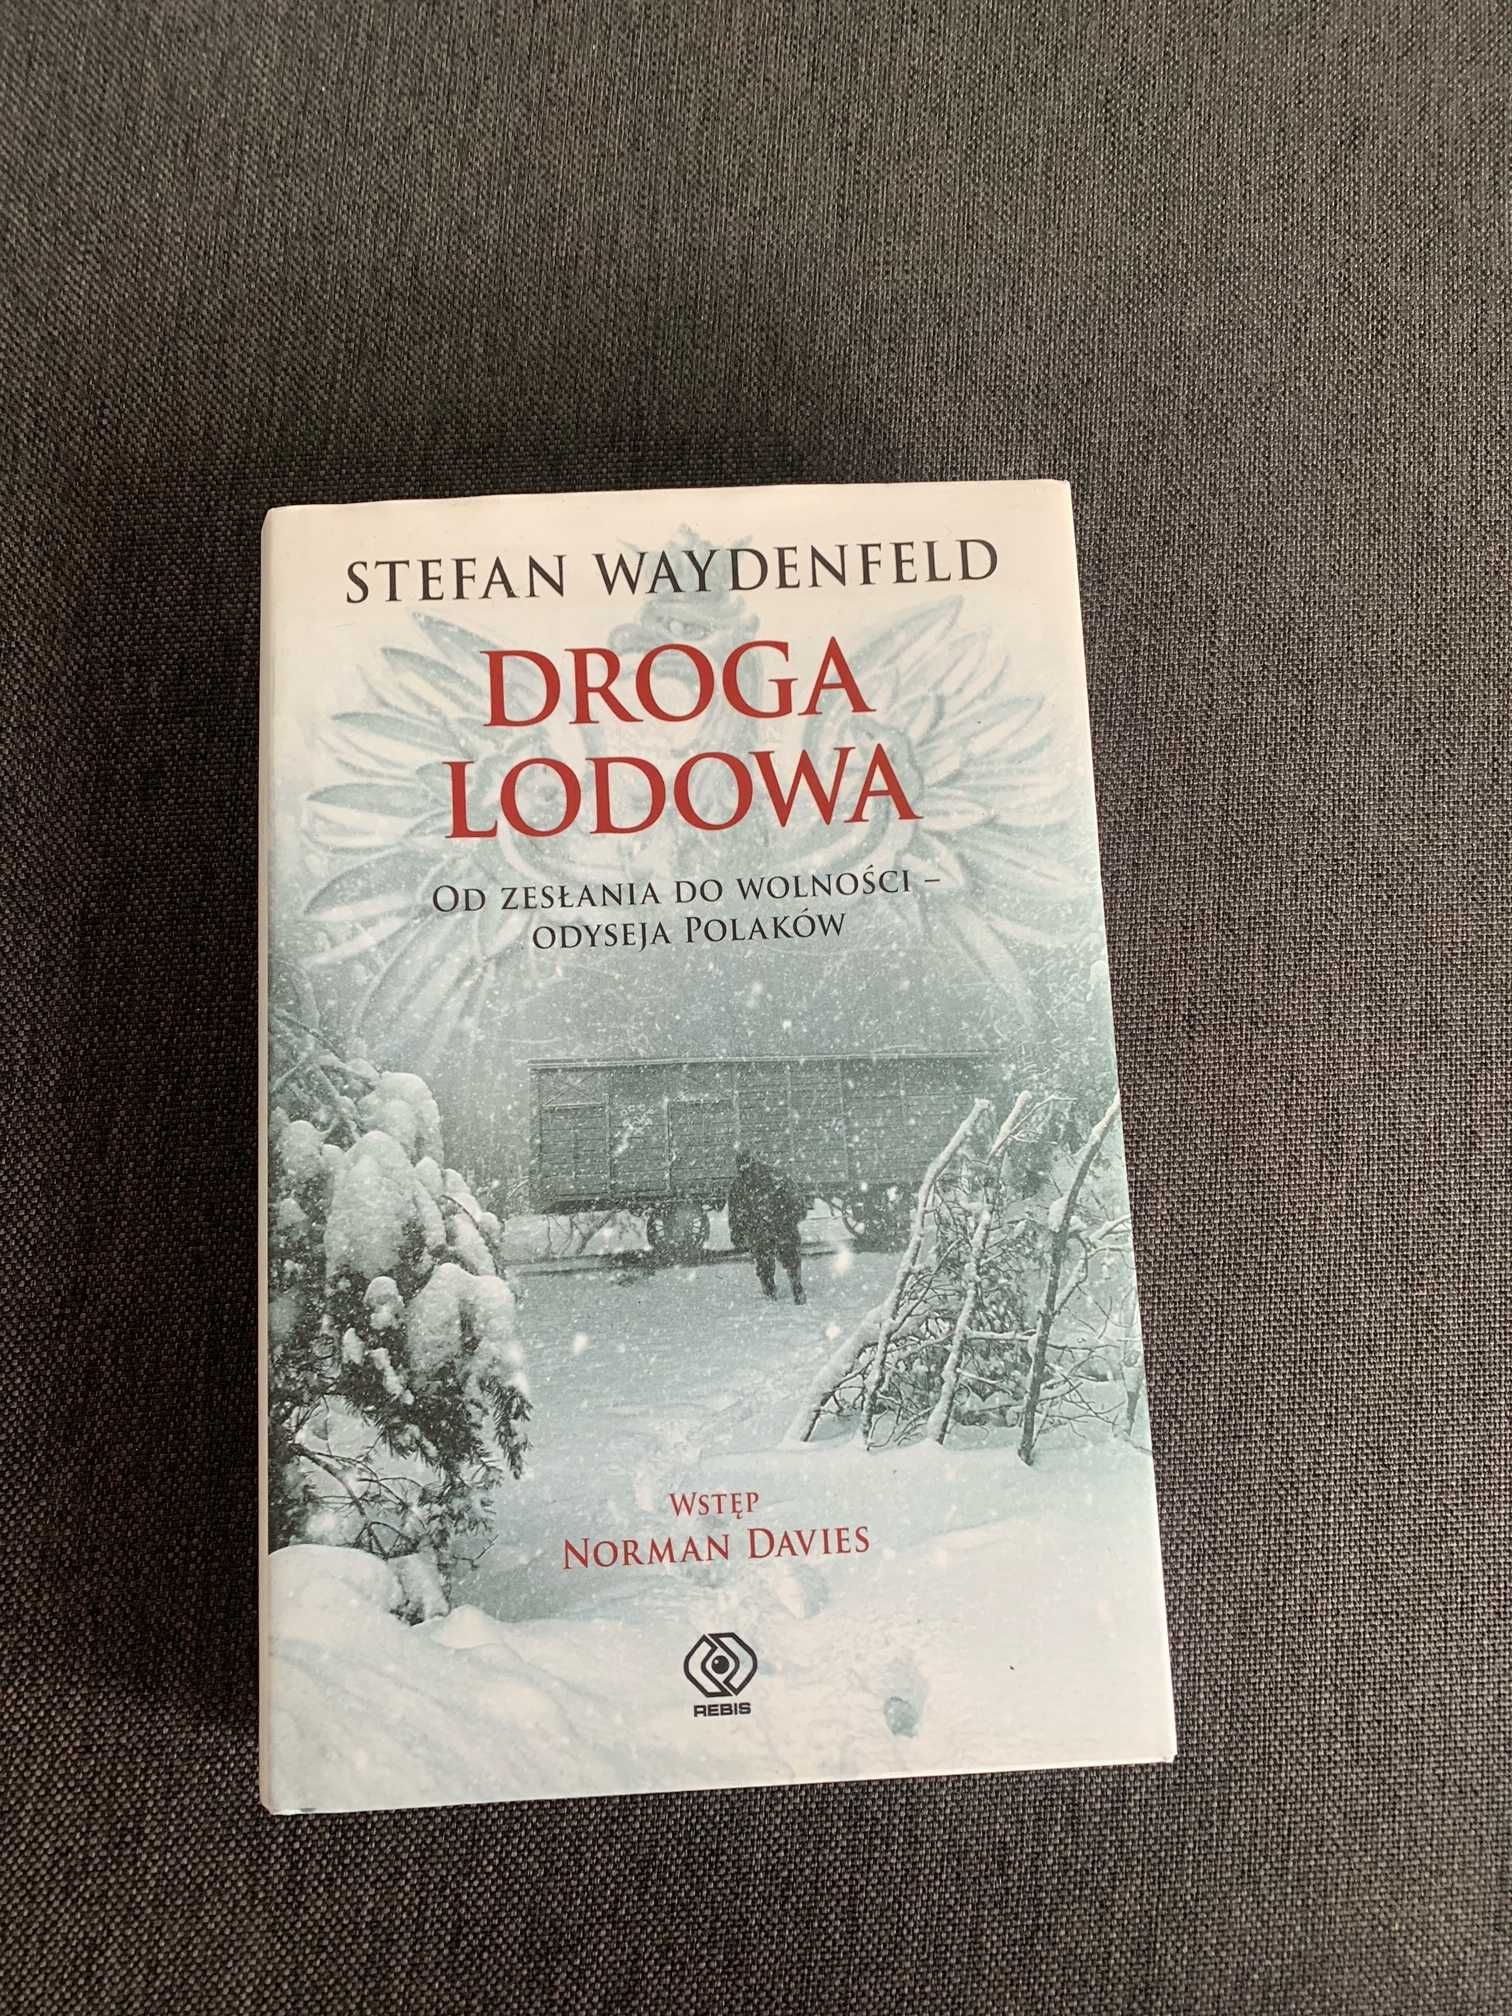 STEFAN WAYDENFELD
DROGA
LODOWA
OD ZESŁANIA DO WOLNOŚCI –
ODYSEJA POLAKÓW
WSTĘP
NORMAN DAVIES
REBIS